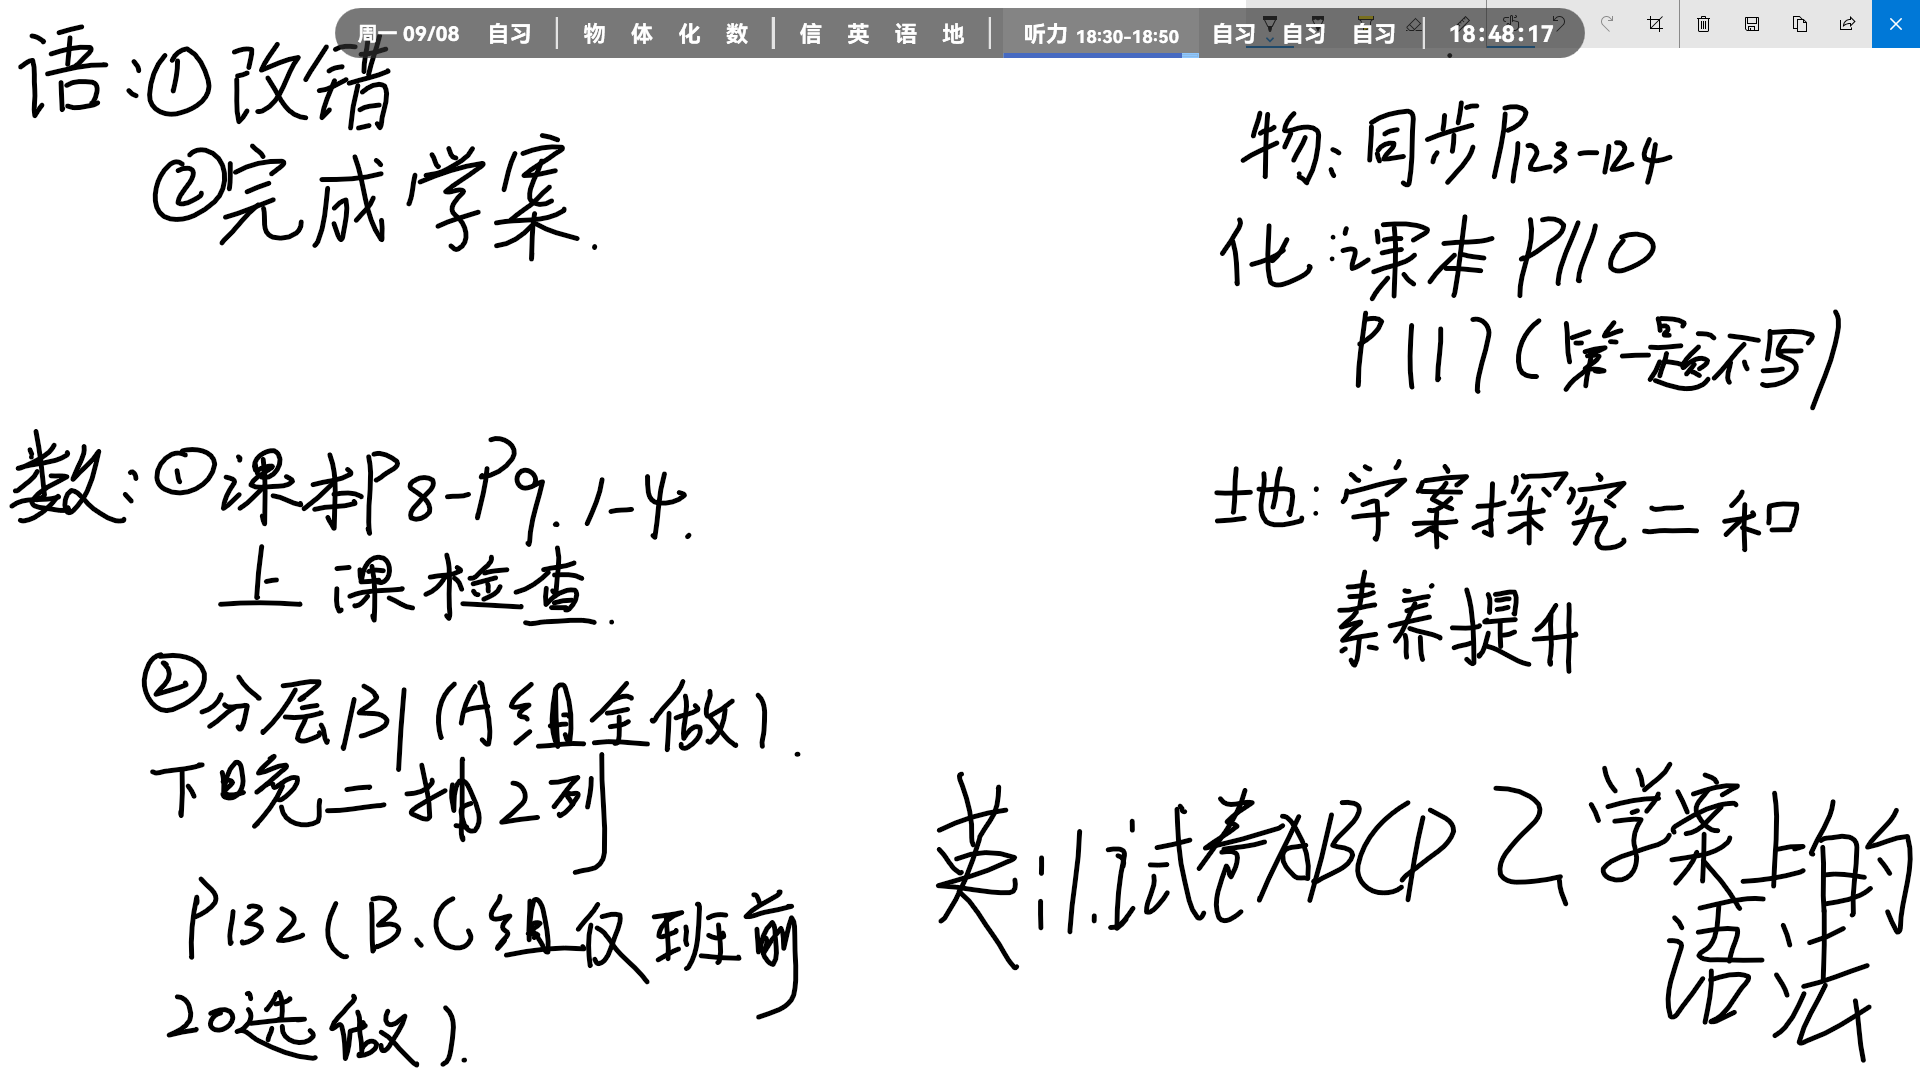 周一 09/08 自习 | 物 体 化 数 | 信 英 语 地 | 听力 18:30-18:50 自习 自习 自习 | 18:48:17
语:①改错
②完成学案.
数:①课本P8-P9.1-4.
上课检查.
②分层B1(A组全做).
下日晚二抽2列
P132(B、C组仅班前
20选做).
物:同步P123-124
化:课本P110
P117(第一题不写)
地:学案探究二和
素养提升
英:1.试卷ABCD 2 学案上的
语法